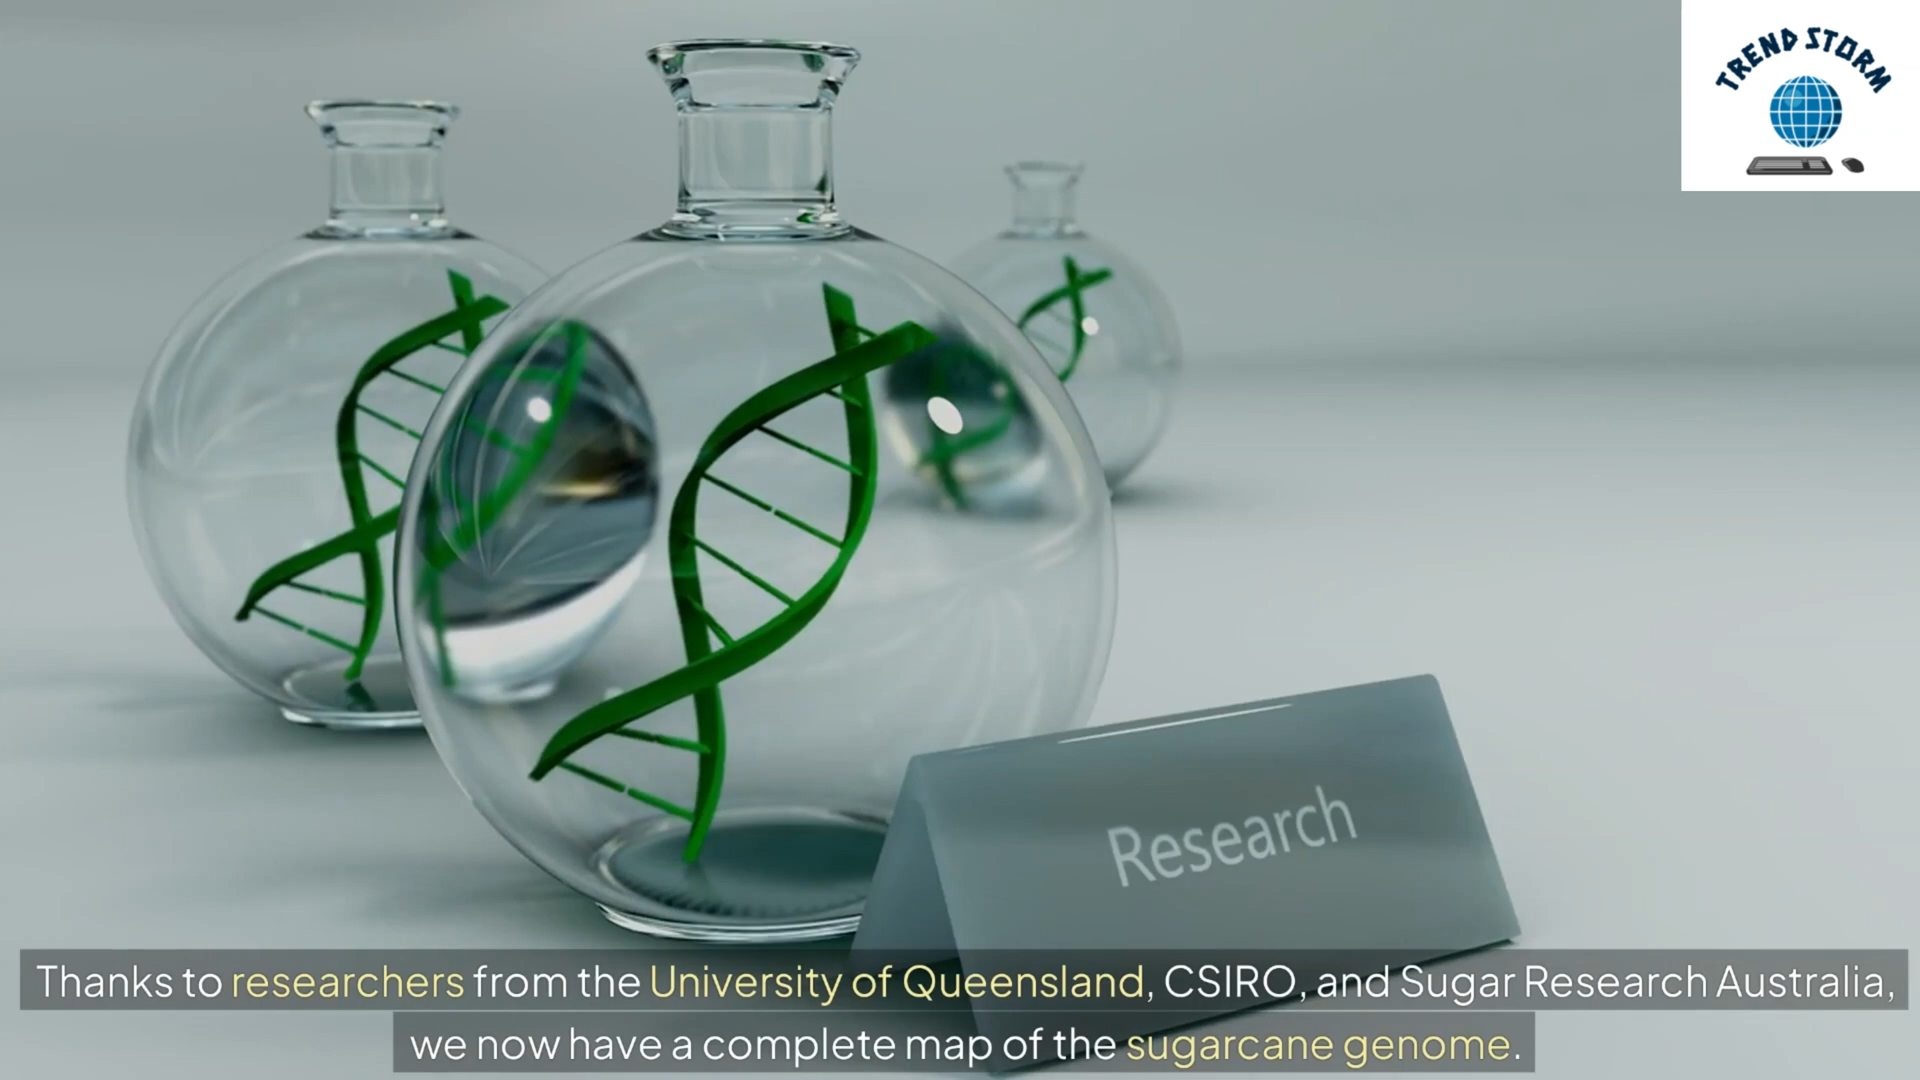 TREND STORM
Research
Thanks to researchers from the University of Queensland, CSIRO, and Sugar Research Australia,
we now have a complete map of the sugarcane genome.